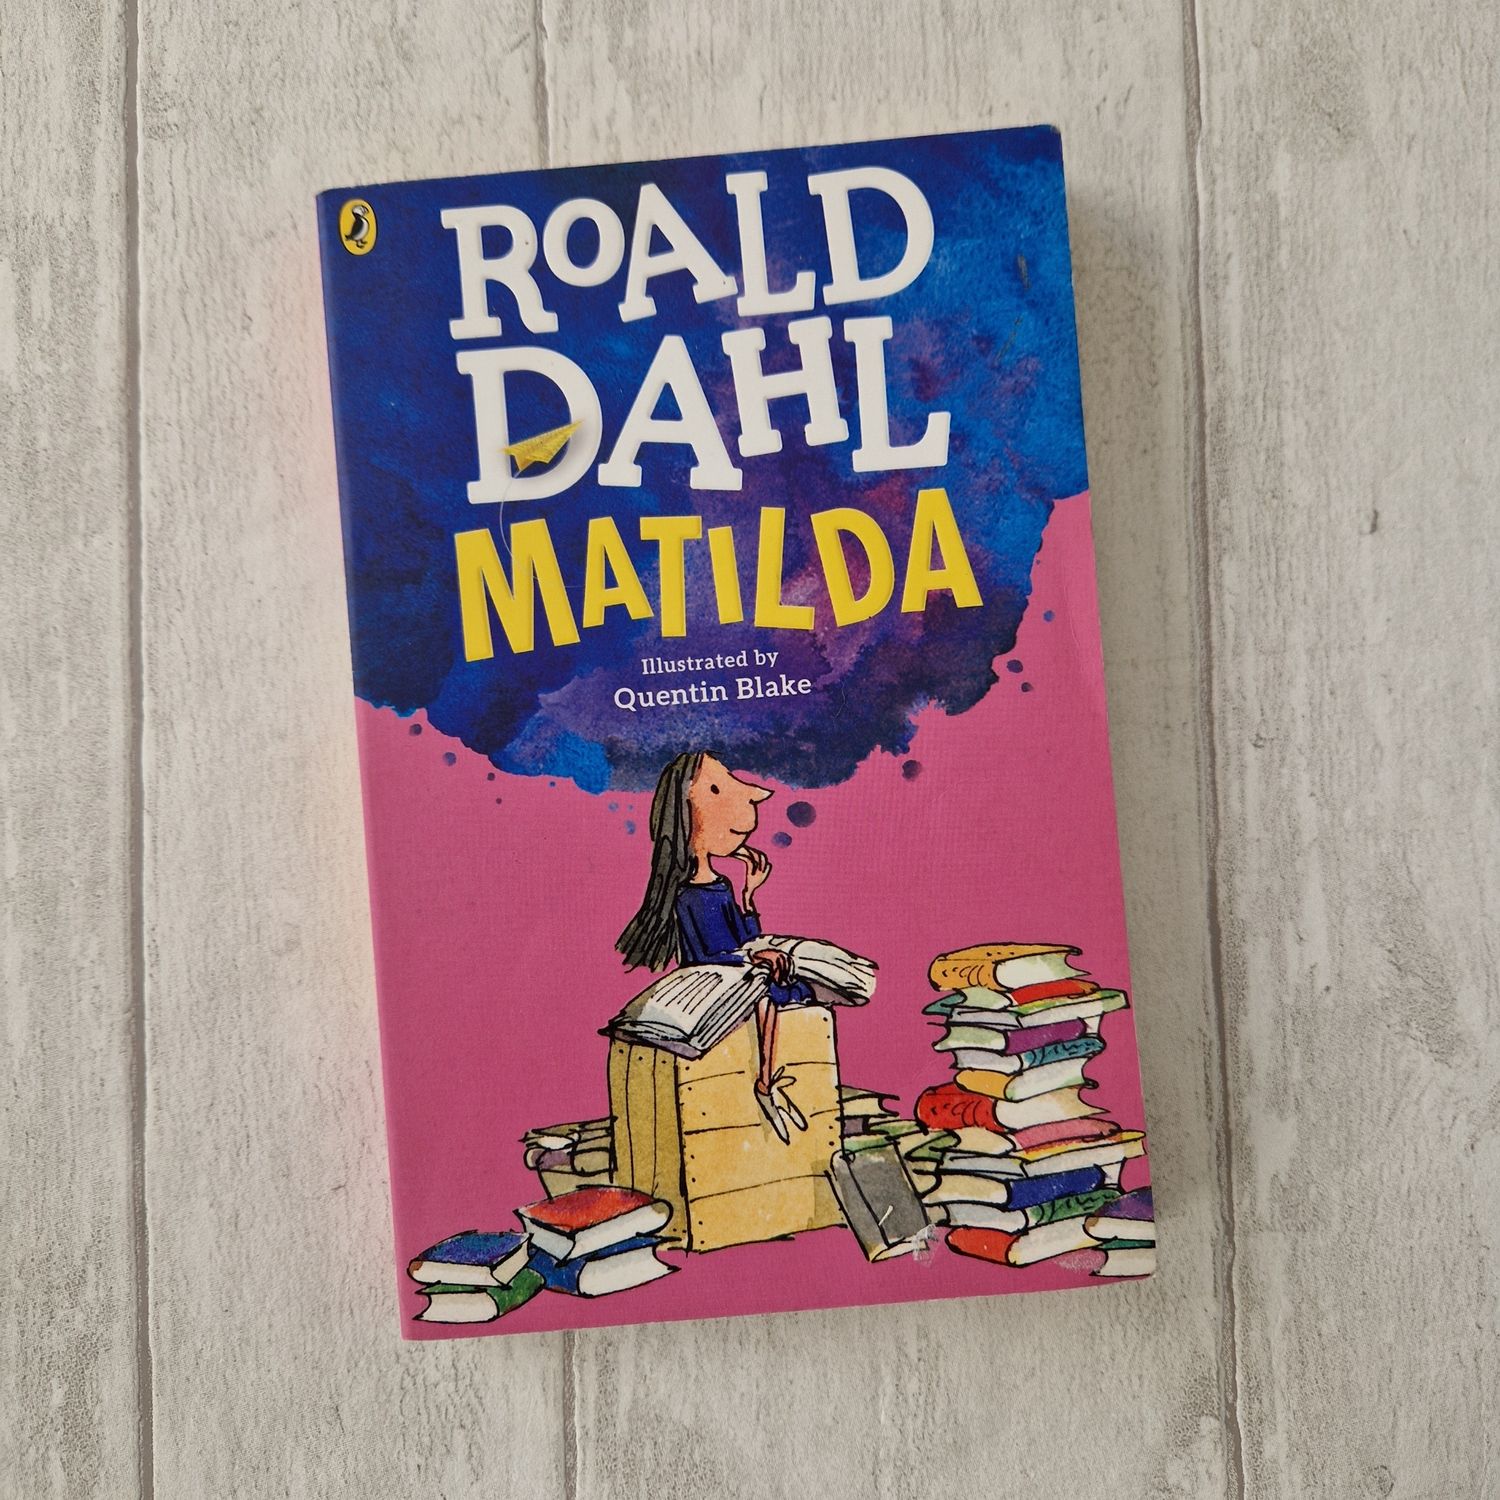 ROALD
DAHL
MATILDA
Illustrated by
Quentin Blake